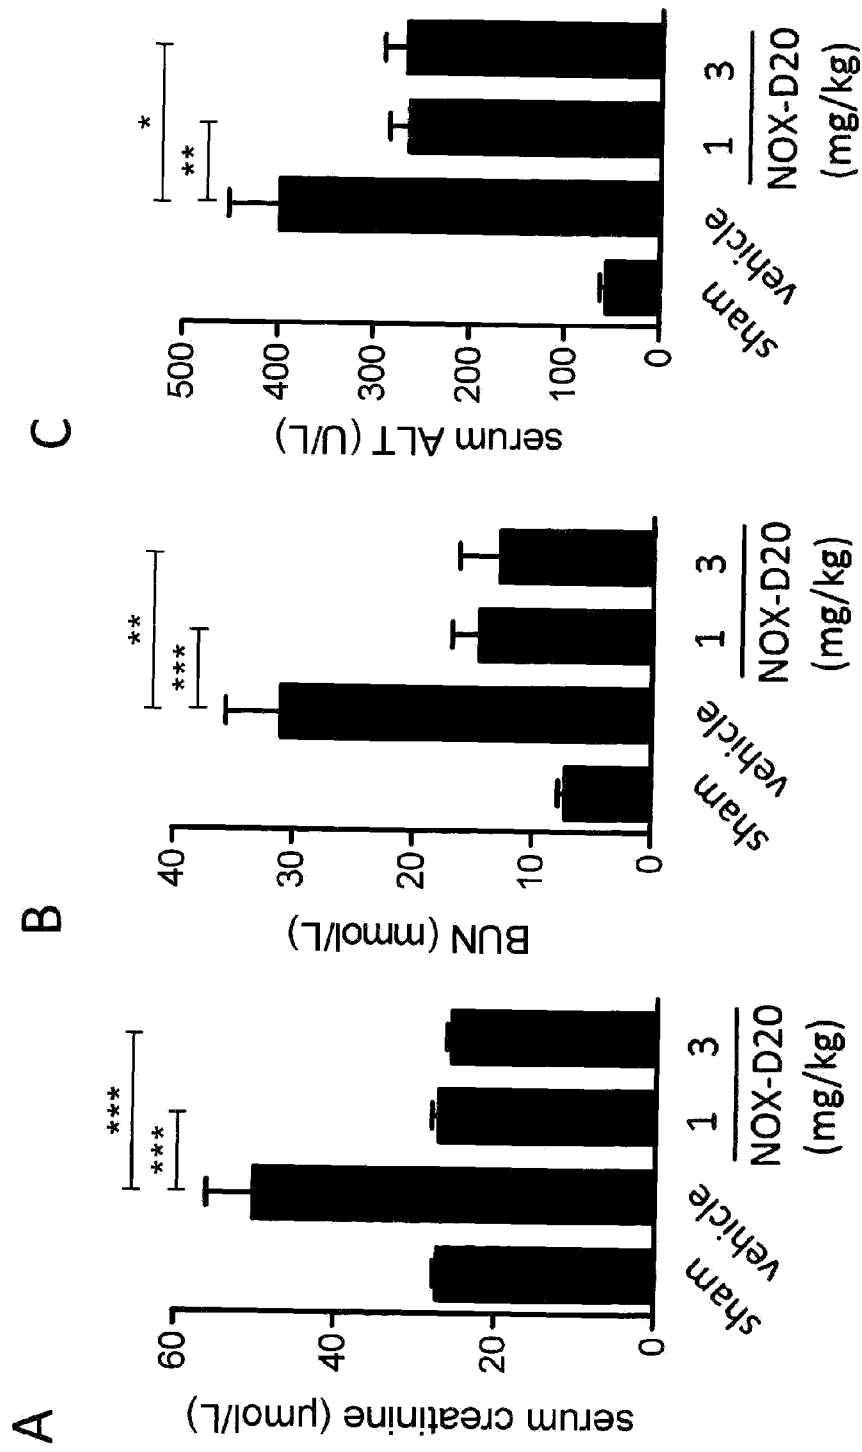 A
serum creatinine (µmol/L)
60
40
20
0
***
***
sham
vehicle
1
3
NOX-D20
(mg/kg)
B
BUN (mmol/L)
40
30
20
10
0
**
***
sham
vehicle
1
3
NOX-D20
(mg/kg)
C
serum ALT (U/L)
500
400
300
200
100
0
*
**
sham
vehicle
1
3
NOX-D20
(mg/kg)